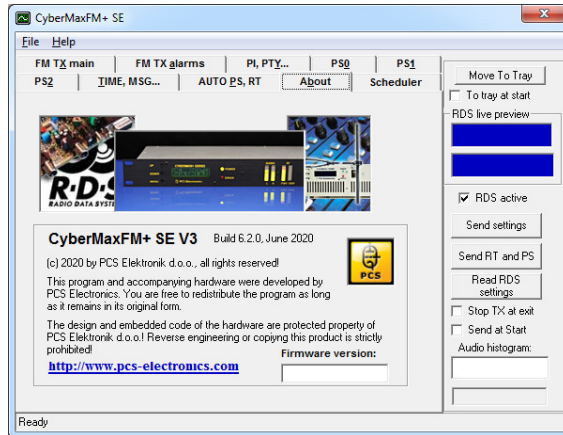 CyberMaxFM+ SE
File Help
FM TX main FM TX alarms PI, PTY... PS0 PS1
PS2 TIME, MSG... AUTO PS, RT About Scheduler
Move To Tray
To tray at start
RDS live preview
R·D·S
RADIO DATA SYSTEM
RDS active
Send settings
Send RT and PS
Read RDS
settings
Stop TX at exit
Send at Start
Audio histogram:
CyberMaxFM+ SE V3 Build 6.2.0, June 2020
(c) 2020 by PCS Elektronik d.o.o., all rights reserved!
PCS
This program and accompanying hardware were developed by
PCS Electronics. You are free to redistribute the program as long
as it remains in its original form.
The design and embedded code of the hardware are protected property of
PCS Elektronik d.o.o.! Reverse engineering or copiyng this product is strictly
prohibited!
Firmware version:
http://www.pcs-electronics.com
Ready